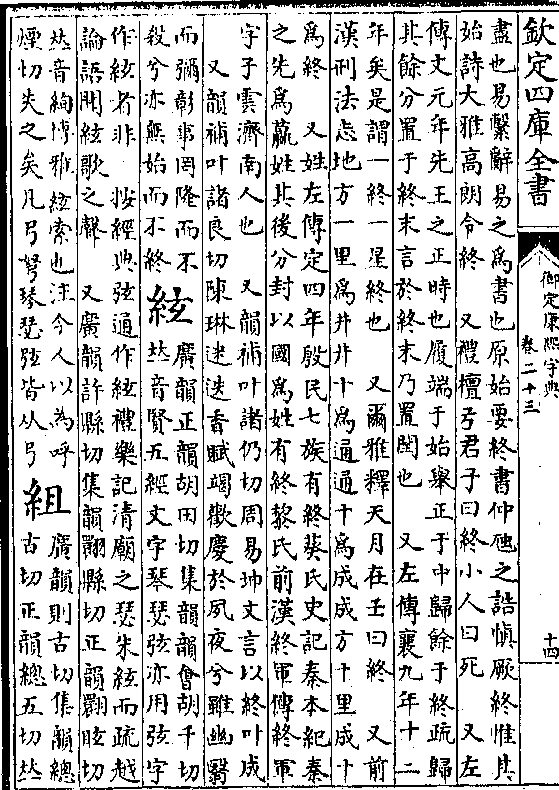 欽定四庫全書
御定康熙字典
卷二十三
十四
盡也易繫辭易之為書也原始要終書仲虺之誥慎厥終惟其
始詩大雅高朗令終　又禮檀弓君子曰終小人曰死　又左
傳文元年先王之正時也履端于始舉正于中歸餘于終疏歸
其餘分置于終末言於終末乃置閏也　又左傳襄九年十二
年矣是謂一終一星終也　又爾雅釋天月在壬曰終　又前
漢刑法志地方一里為井井十為通通十為成成方十里成十
為終　又姓左傳定四年殷民七族有終葵氏史記秦本紀秦
之先為嬴姓其後分封以國為姓有終黎氏前漢終軍傳終軍
字子雲濟南人也　又韻補叶諸仍切周易坤文言以終叶成
又韻補叶諸良切陳琳迷迭香賦竭歡慶於夙夜兮雖幽翳
而彌彰事罔隆而不
殺兮亦無始而不終
絃
廣韻正韻胡田切集韻韻會胡千切
𠀤音賢五經文字琴瑟弦亦用弦字
作絃者非　按經典弦通作絃禮樂記清廟之瑟朱絃而疏越
論語聞絃歌之聲　又廣韻許縣切集韻翾縣切正韻翾眩切
𠀤音絢博雅絃索也注今人以為呼
煙切失之矣凡弓弩琴瑟弦皆从弓
組
廣韻則古切集韻總
古切正韻總五切𠀤